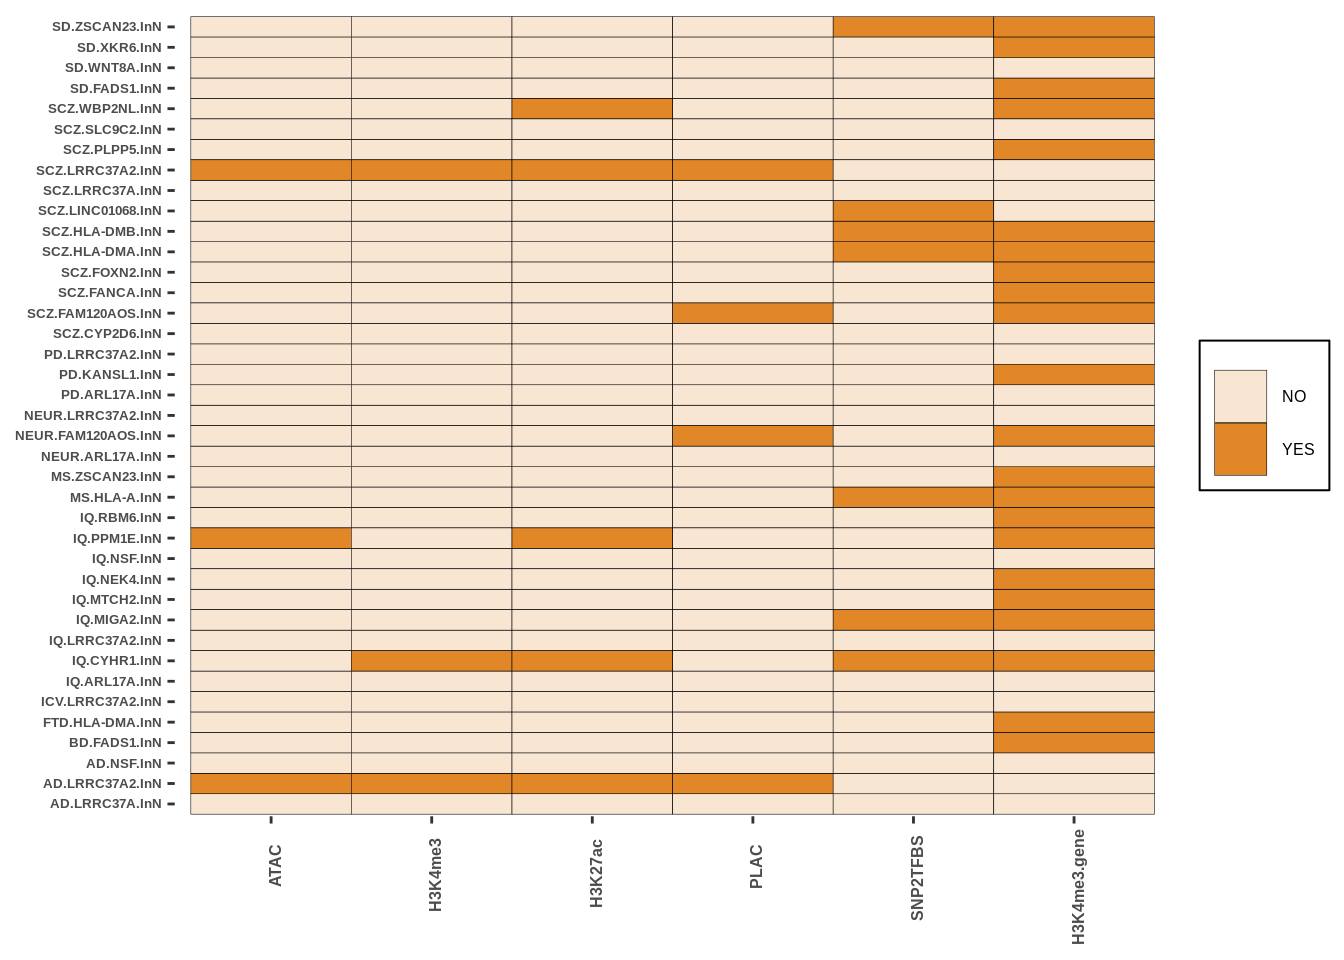 SD.ZSCAN23.InN
SD.XKR6.InN
SD.WNT8A.InN
SD.FADS1.InN
SCZ.WBP2NL.InN
SCZ.SLC9C2.InN
SCZ.PLPP5.InN
SCZ.LRRC37A2.InN
SCZ.LRRC37A.InN
SCZ.LINC01068.InN
SCZ.HLA-DMB.InN
SCZ.HLA-DMA.InN
SCZ.FOXN2.InN
SCZ.FANCA.InN
SCZ.FAM120AOS.InN
SCZ.CYP2D6.InN
PD.LRRC37A2.InN
PD.KANSL1.InN
PD.ARL17A.InN
NEUR.LRRC37A2.InN
NEUR.FAM120AOS.InN
NEUR.ARL17A.InN
MS.ZSCAN23.InN
MS.HLA-A.InN
IQ.RBM6.InN
IQ.PPM1E.InN
IQ.NSF.InN
IQ.NEK4.InN
IQ.MTCH2.InN
IQ.MIGA2.InN
IQ.LRRC37A2.InN
IQ.CYHR1.InN
IQ.ARL17A.InN
ICV.LRRC37A2.InN
FTD.HLA-DMA.InN
BD.FADS1.InN
AD.NSF.InN
AD.LRRC37A2.InN
AD.LRRC37A.InN
ATAC
H3K4me3
H3K27ac
PLAC
SNP2TFBS
H3K4me3.gene
NO
YES